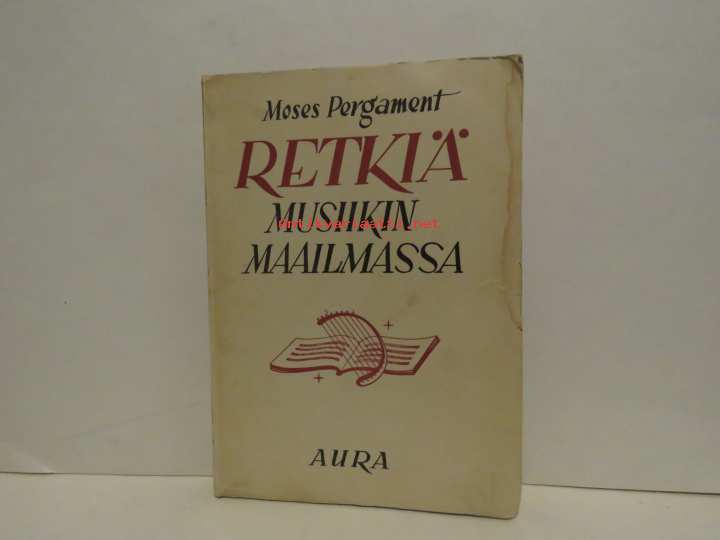 Moses Pergament
RETKIÄ
MUSIIKIN
MAAILMASSA
AURA